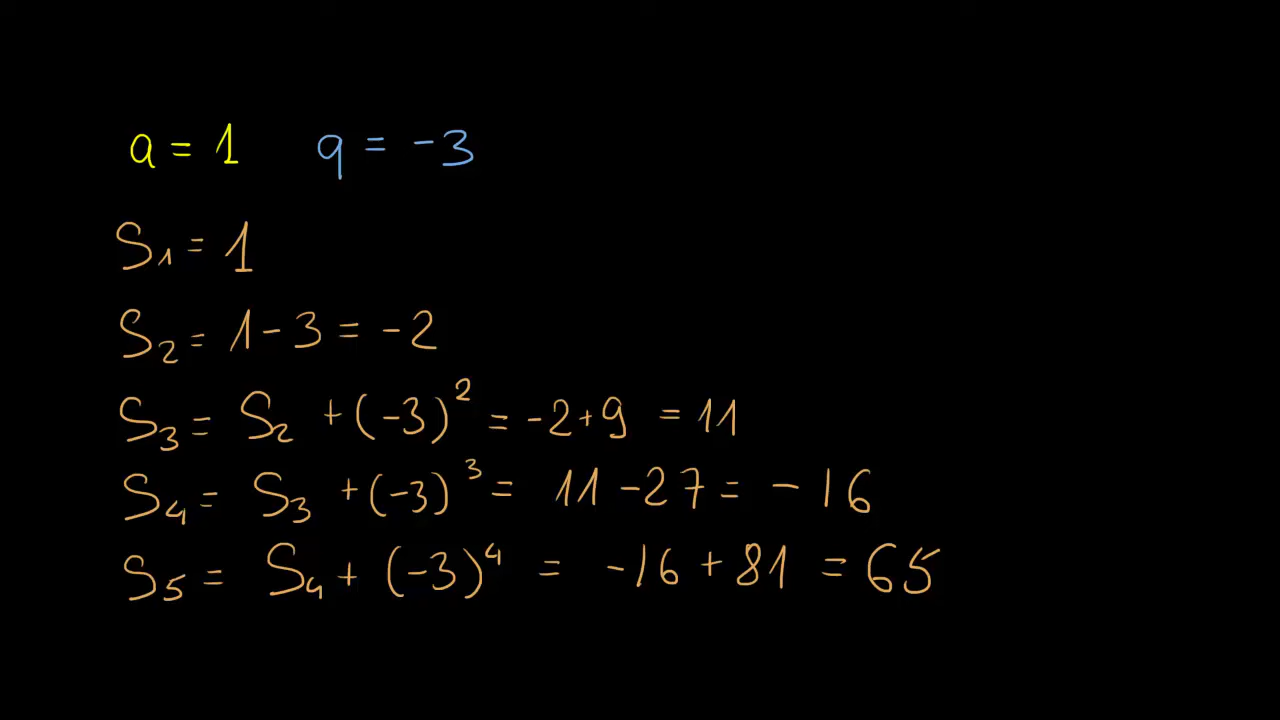 a = 1 q = -3
S₁ = 1
S₂ = 1 - 3 = -2
S₃ = S₂ + (-3)² = -2 + 9 = 11
S₄ = S₃ + (-3)³ = 11 - 27 = -16
S₅ = S₄ + (-3)⁴ = -16 + 81 = 65